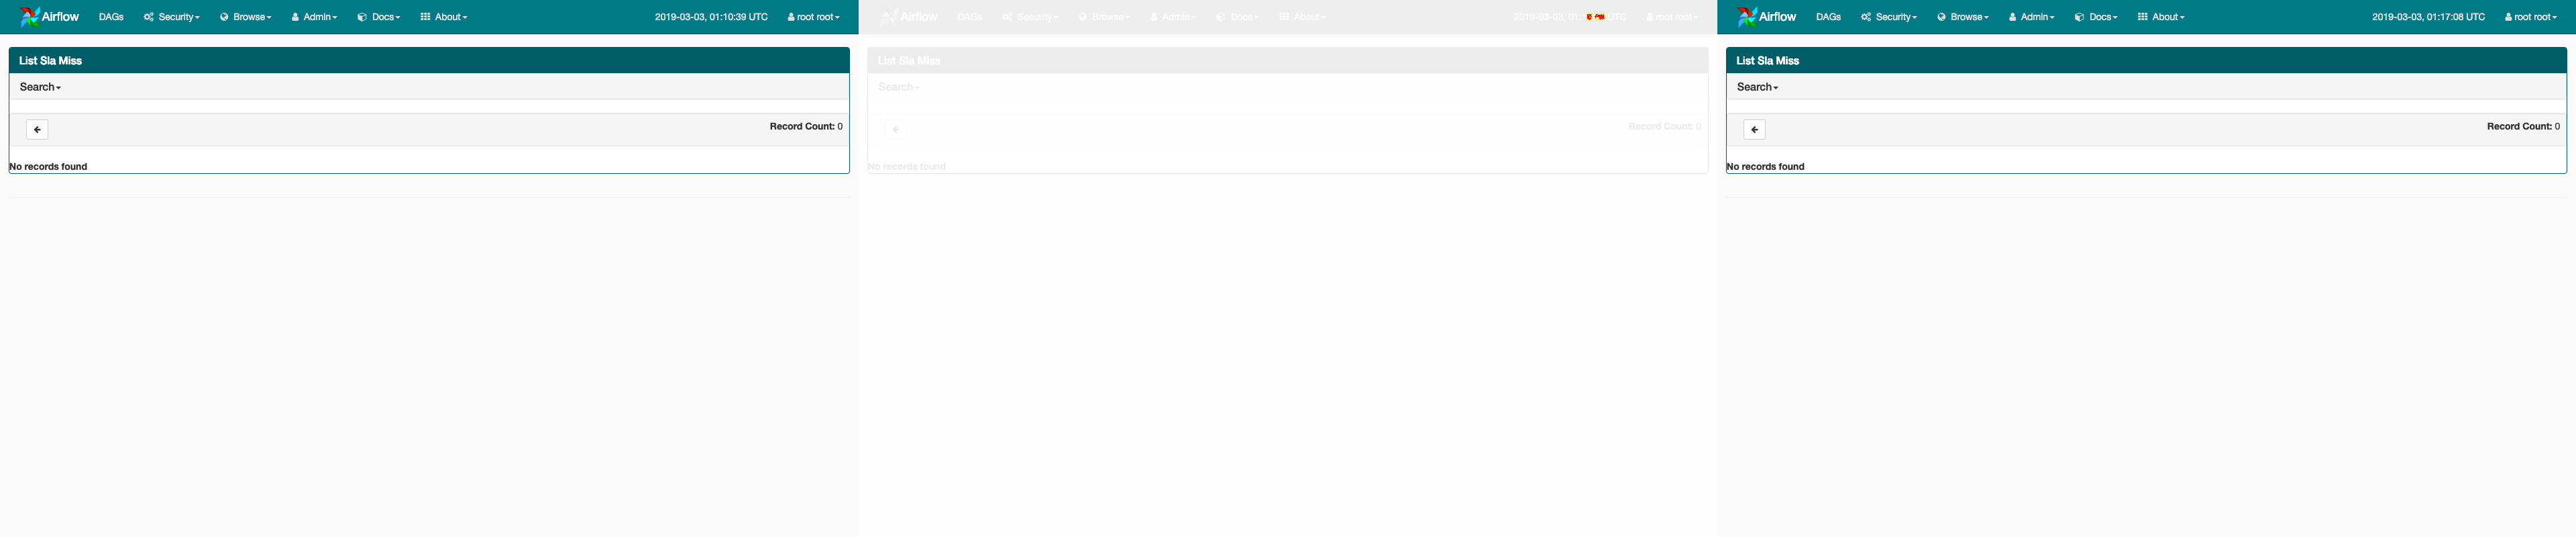 Airflow DAGs Security Browse Admin Docs About 2019-03-03, 01:10:39 UTC root root
List Sla Miss
Search
Record Count: 0
No records found
Airflow DAGs Security Browse Admin Docs About 2019-03-03, 01: UTC root root
List Sla Miss
Search
Record Count: 0
No records found
Airflow DAGs Security Browse Admin Docs About 2019-03-03, 01:17:08 UTC root root
List Sla Miss
Search
Record Count: 0
No records found